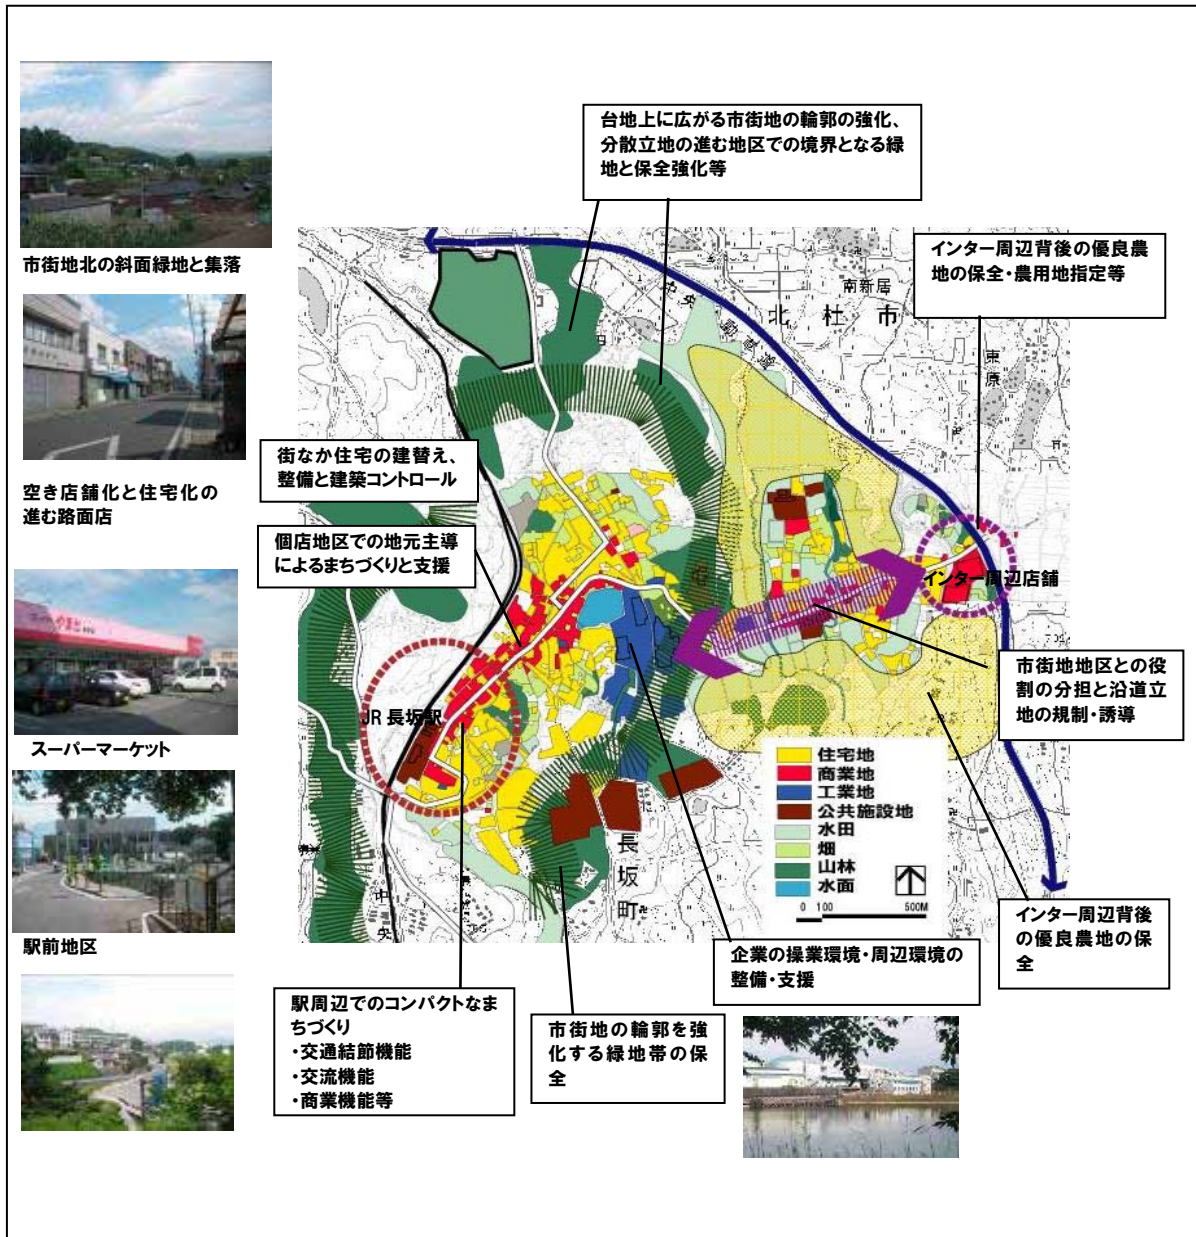 台地上に広がる市街地の輪郭の強化、
分散立地の進む地区での境界となる緑
地と保全強化等
市街地北の斜面緑地と集落
インター周辺背後の優良農
地の保全・農用地指定等
南新居
北杜市
中央自動車道
東原
街なか住宅の建替え、
整備と建築コントロール
空き店舗化と住宅化の
進む路面店
個店地区での地元主導
によるまちづくりと支援
インター周辺店舗
市街地地区との役
割の分担と沿道立
地の規制・誘導
JR 長坂駅
スーパーマーケット
住宅地
商業地
工業地
公共施設地
水田
畑
山林
水面
0 100 500M
長坂町
中央
駅前地区
インター周辺背後
の優良農地の保
全
企業の操業環境・周辺環境の
整備・支援
駅周辺でのコンパクトなま
ちづくり
・交通結節機能
・交流機能
・商業機能等
市街地の輪郭を強
化する緑地帯の保
全